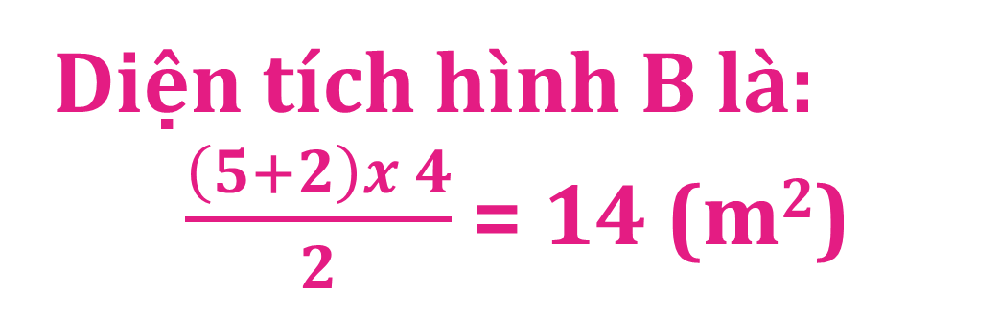 Diện tích hình B là:
(5+2)x 4
2
= 14 (m²)